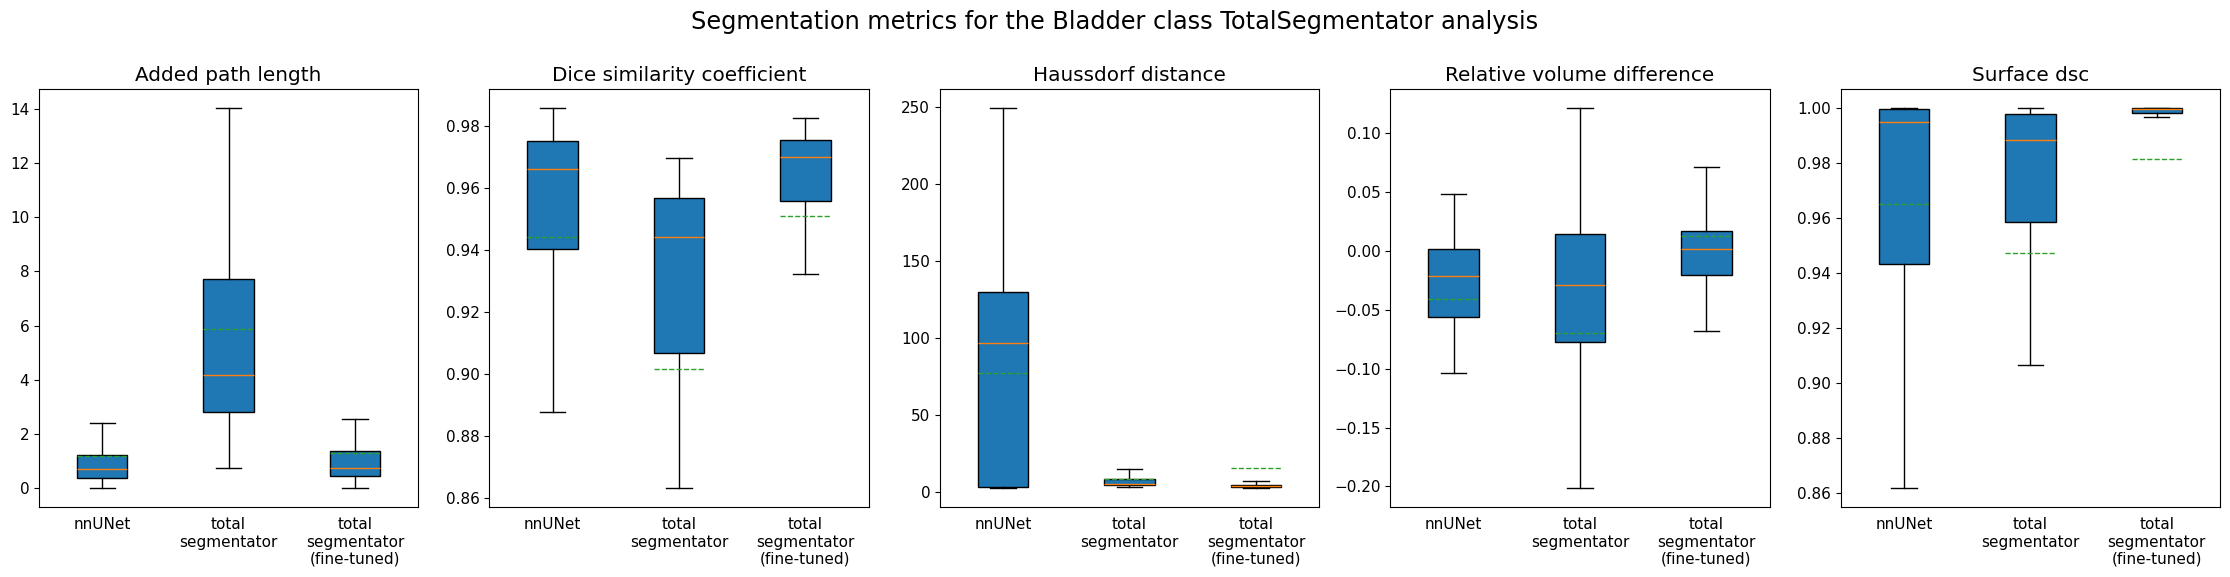 Segmentation metrics for the Bladder class TotalSegmentator analysis
Added path length
14
12
10
8
6
4
2
0
nnUNet
total
segmentator
total
segmentator
(fine-tuned)
Dice similarity coefficient
0.98
0.96
0.94
0.92
0.90
0.88
0.86
nnUNet
total
segmentator
total
segmentator
(fine-tuned)
Haussdorf distance
250
200
150
100
50
0
nnUNet
total
segmentator
total
segmentator
(fine-tuned)
Relative volume difference
0.10
0.05
0.00
−0.05
−0.10
−0.15
−0.20
nnUNet
total
segmentator
total
segmentator
(fine-tuned)
Surface dsc
1.00
0.98
0.96
0.94
0.92
0.90
0.88
0.86
nnUNet
total
segmentator
total
segmentator
(fine-tuned)